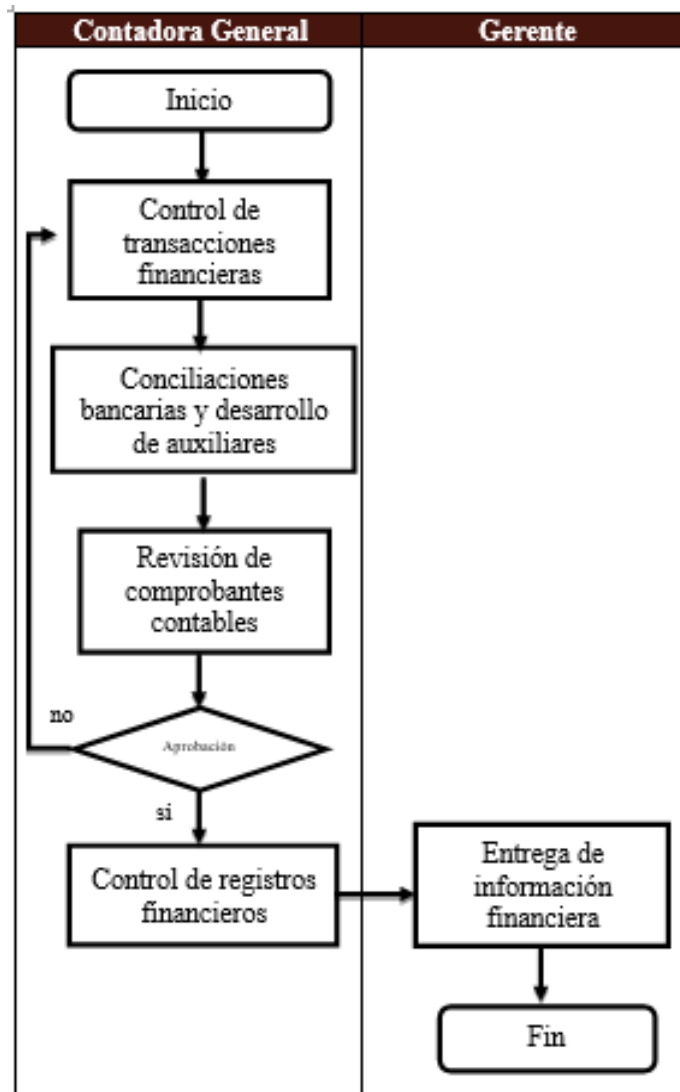 Contadora General
Gerente
Inicio
Control de
transacciones
financieras
Conciliaciones
bancarias y desarrollo
de auxiliares
Revisión de
comprobantes
contables
no
Aprobación
si
Control de registros
financieros
Entrega de
información
financiera
Fin